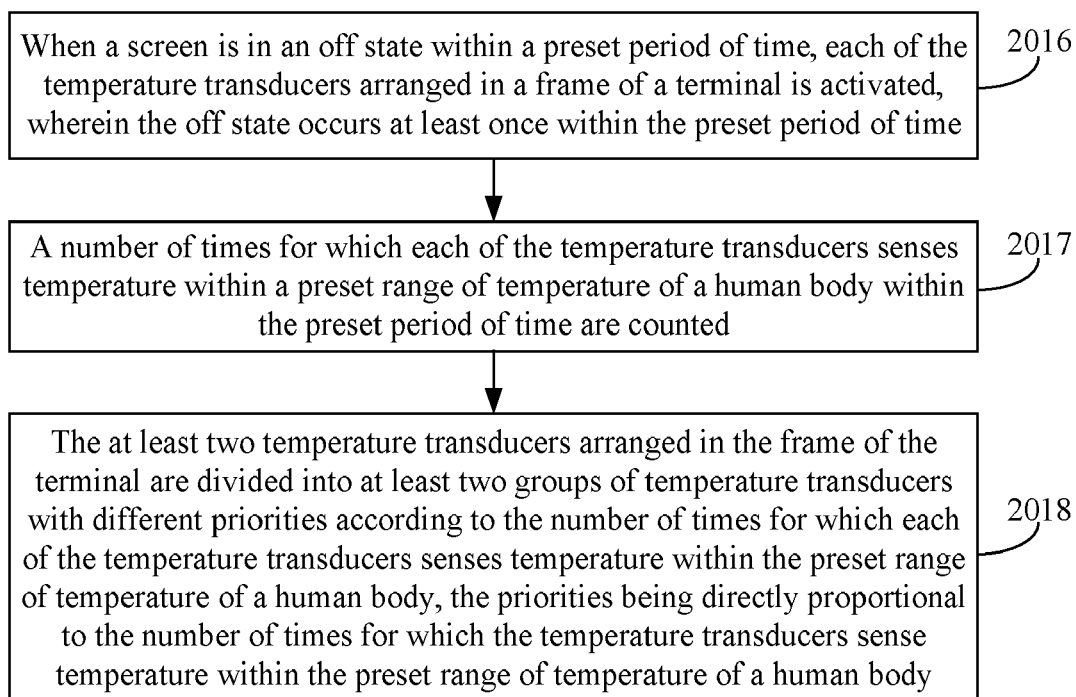 When a screen is in an off state within a preset period of time, each of the
temperature transducers arranged in a frame of a terminal is activated,
wherein the off state occurs at least once within the preset period of time
2016
A number of times for which each of the temperature transducers senses
temperature within a preset range of temperature of a human body within
the preset period of time are counted
2017
The at least two temperature transducers arranged in the frame of the
terminal are divided into at least two groups of temperature transducers
with different priorities according to the number of times for which each
of the temperature transducers senses temperature within the preset range
of temperature of a human body, the priorities being directly proportional
to the number of times for which the temperature transducers sense
temperature within the preset range of temperature of a human body
2018